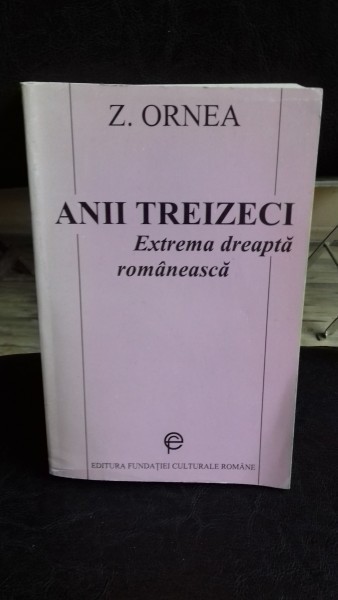 Z. ORNEA
ANII TREIZECI
Extrema dreaptă
românească
EDITURA FUNDAȚIEI CULTURALE ROMÂNE